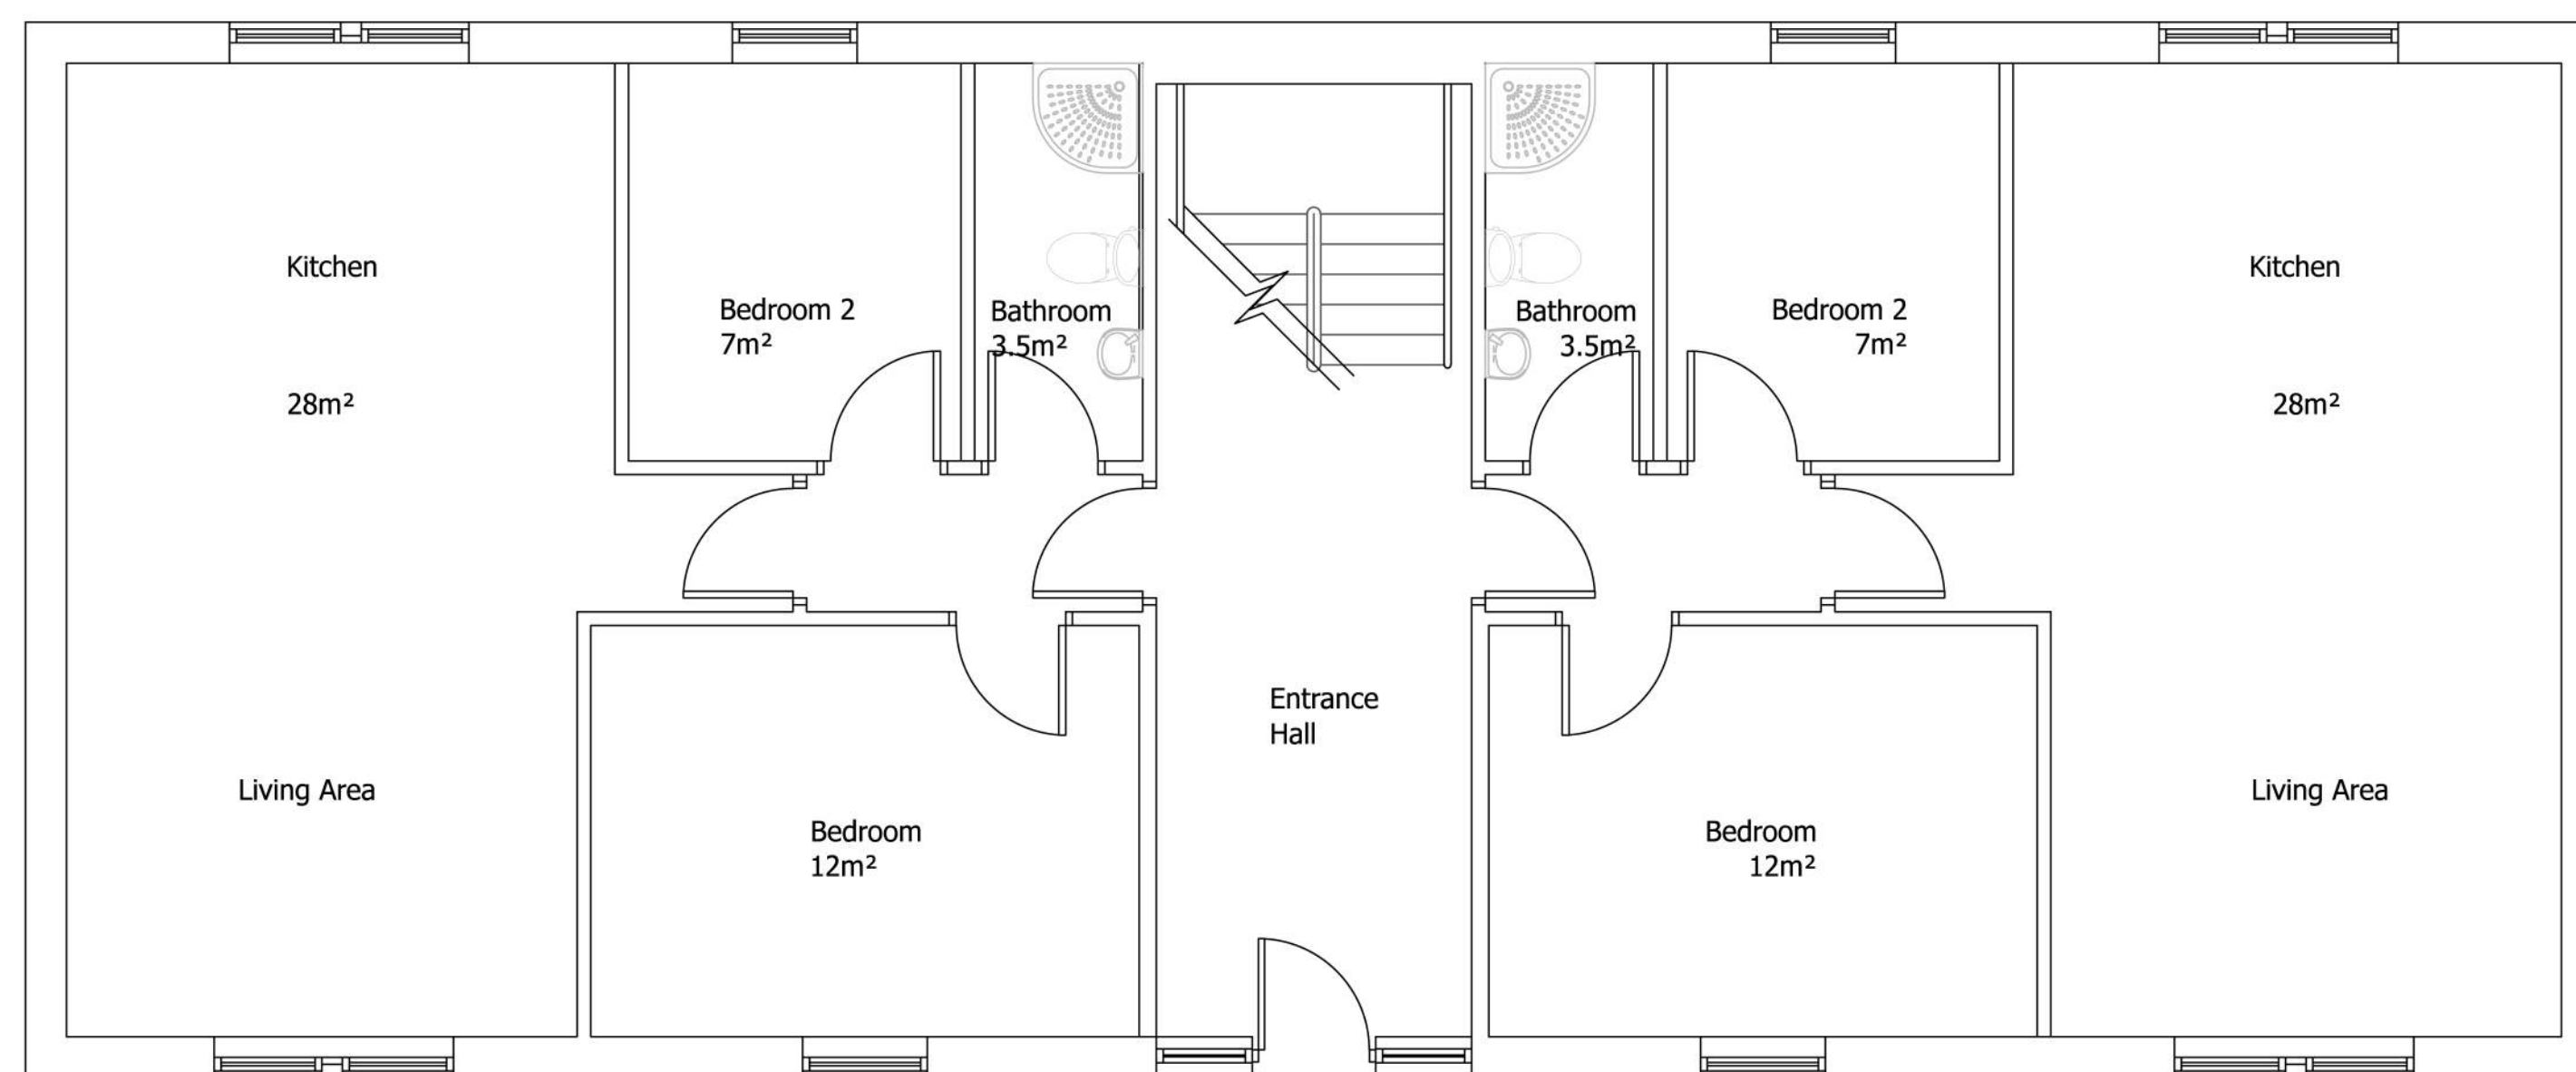 Kitchen
28m²
Living Area
Bedroom 2
7m²
Bathroom
3.5m²
Bedroom
12m²
Entrance
Hall
Bathroom
3.5m²
Bedroom 2
7m²
Bedroom
12m²
Kitchen
28m²
Living Area